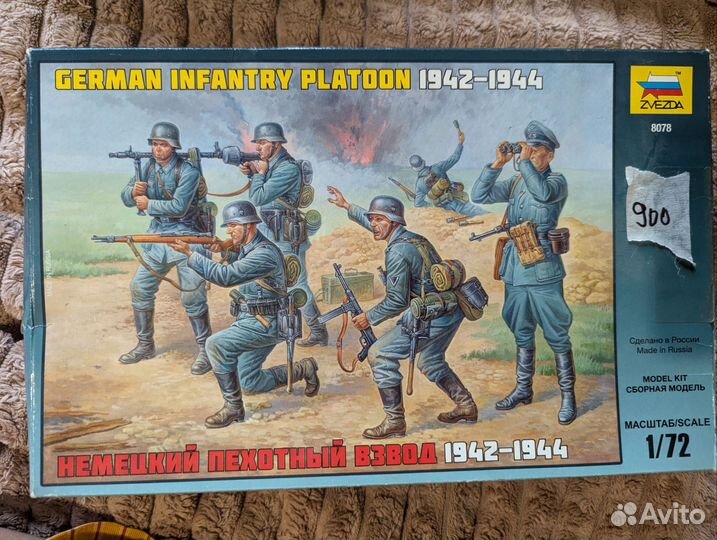 GERMAN INFANTRY PLATOON 1942–1944
™
ZVEZDA
8078
900
Сделано в России
Made in Russia
MODEL KIT
СБОРНАЯ МОДЕЛЬ
МАСШТАБ/SCALE
1/72
НЕМЕЦКИЙ ПЕХОТНЫЙ ВЗВОД 1942–1944
Avito